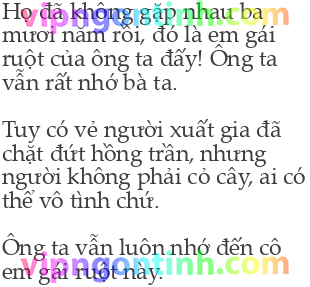 Họ đã không gặp nhau ba
mươi năm rồi, đó là em gái
ruột của ông ta đấy! Ông ta
vẫn rất nhớ bà ta.
Tuy có vẻ người xuất gia đã
chặt đứt hồng trần, nhưng
người không phải cỏ cây, ai có
thể vô tình chứ.
Ông ta vẫn luôn nhớ đến cô
em gái ruột này.
vipngontinh.com
vipngontinh.com